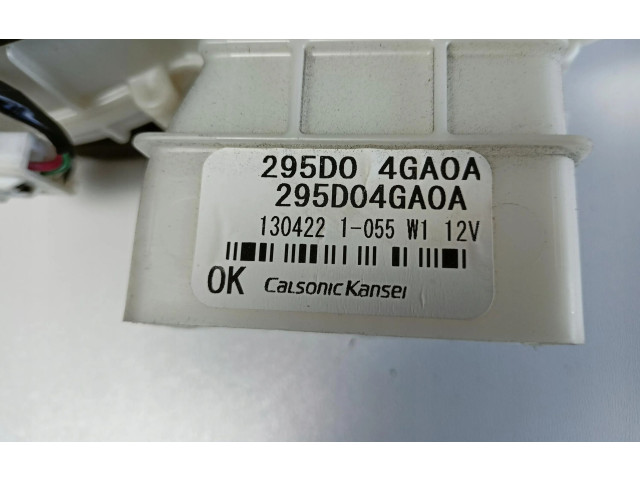 295D0 4GA0A
295D04GA0A
130422 1-055 W1 12V
OK CalsonicKansei